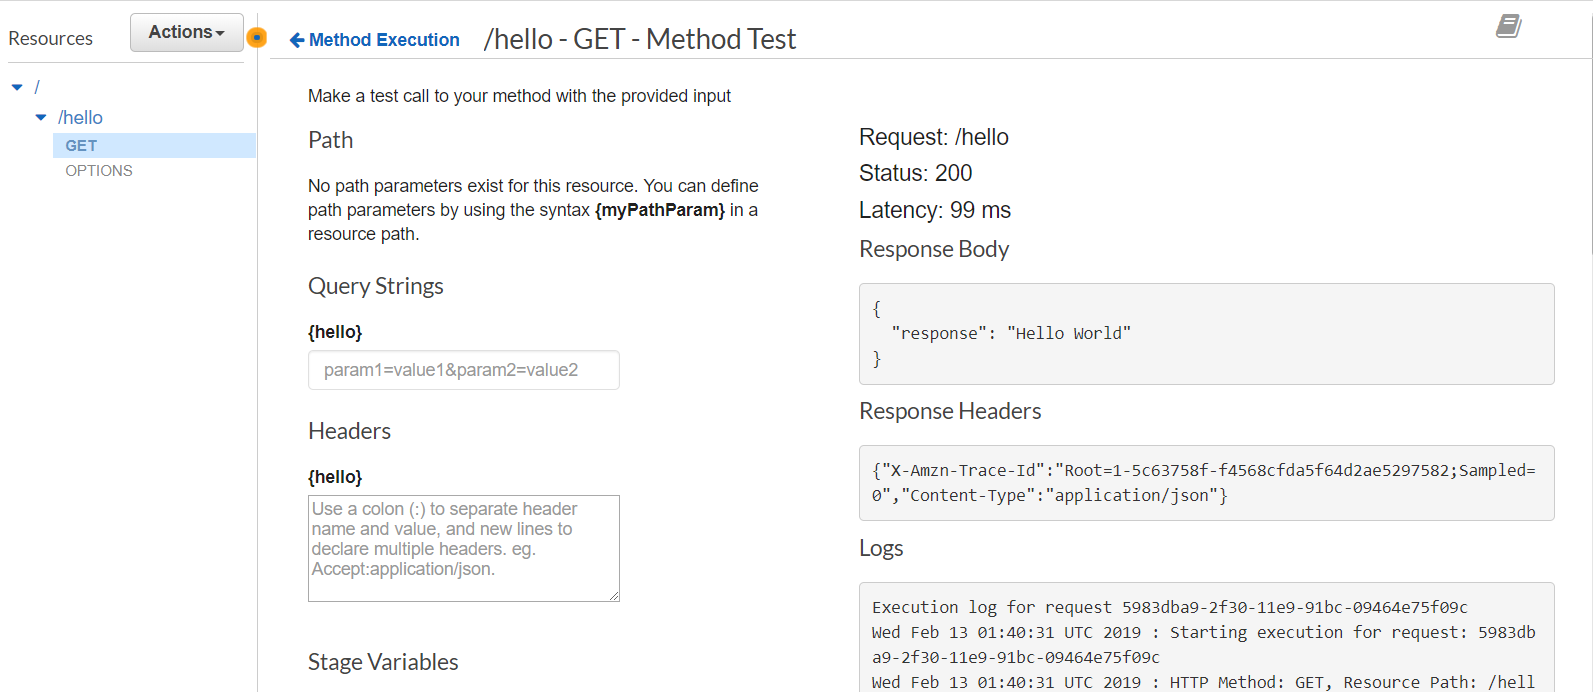 Resources
Actions
Method Execution
/hello - GET - Method Test
/
/hello
GET
OPTIONS
Make a test call to your method with the provided input
Path
No path parameters exist for this resource. You can define
path parameters by using the syntax {myPathParam} in a
resource path.
Query Strings
{hello}
param1=value1&param2=value2
Headers
{hello}
Use a colon (:) to separate header
name and value, and new lines to
declare multiple headers. eg.
Accept:application/json.
Stage Variables
Request: /hello
Status: 200
Latency: 99 ms
Response Body
{
"response": "Hello World"
}
Response Headers
{"X-Amzn-Trace-Id":"Root=1-5c63758f-f4568cfda5f64d2ae5297582;Sampled=
0","Content-Type":"application/json"}
Logs
Execution log for request 5983dba9-2f30-11e9-91bc-09464e75f09c
Wed Feb 13 01:40:31 UTC 2019 : Starting execution for request: 5983db
a9-2f30-11e9-91bc-09464e75f09c
Wed Feb 13 01:40:31 UTC 2019 : HTTP Method: GET, Resource Path: /hell